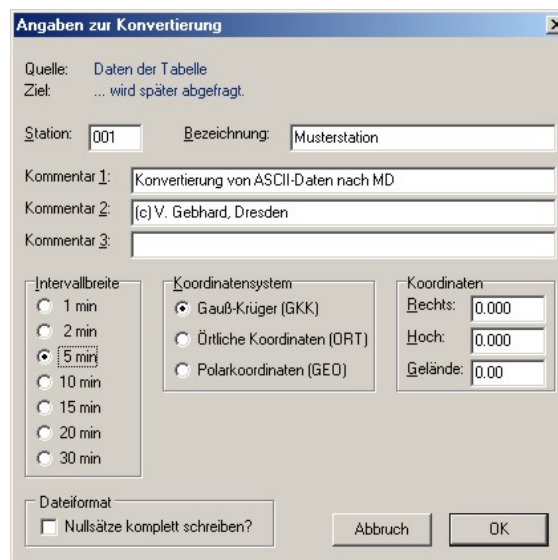 Angaben zur Konvertierung
Quelle: Daten der Tabelle
Ziel: ... wird später abgefragt.
Station: 001 Bezeichnung: Musterstation
Kommentar 1: Konvertierung von ASCII-Daten nach MD
Kommentar 2: (c) V. Gebhard, Dresden
Kommentar 3:
Intervallbreite
1 min
2 min
5 min
10 min
15 min
20 min
30 min
Koordinatensystem
Gauß-Krüger (GKK)
Örtliche Koordinaten (ORT)
Polarkoordinaten (GEO)
Koordinaten
Rechts: 0.000
Hoch: 0.000
Gelände: 0.00
Dateiformat
Nullsätze komplett schreiben?
Abbruch
OK